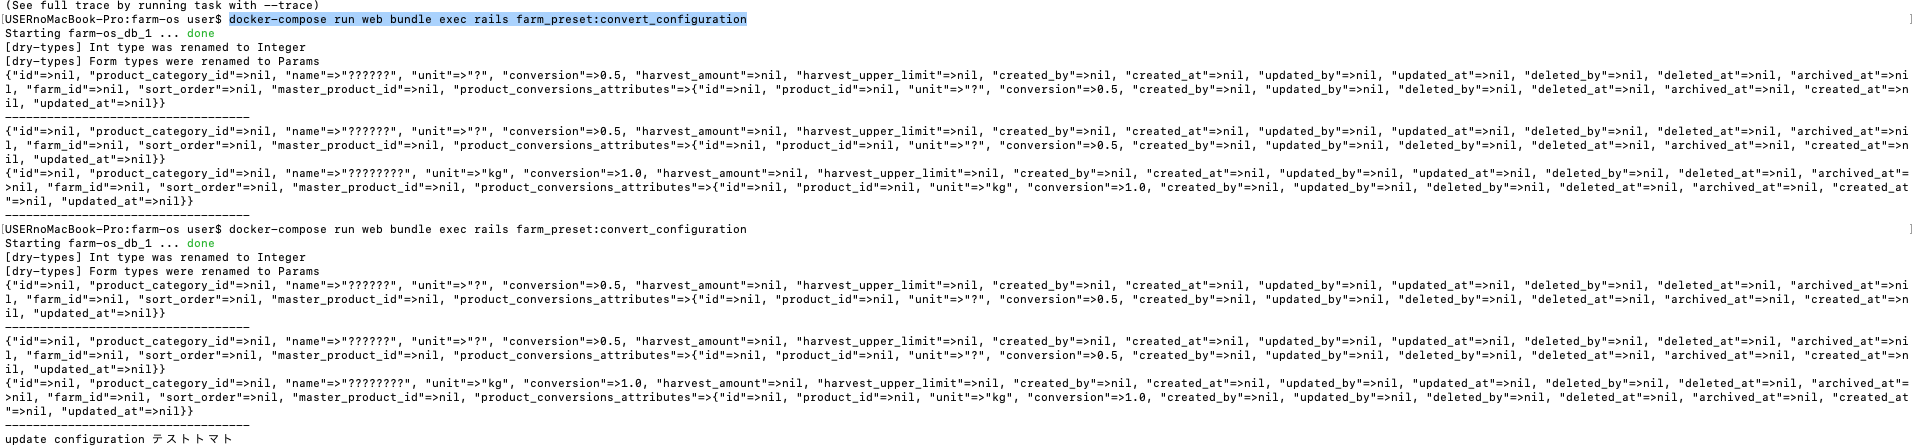 (See full trace by running task with --trace)
[USERnoMacBook-Pro:farm-os user$ docker-compose run web bundle exec rails farm_preset:convert_configuration ]
Starting farm-os_db_1 ... done
[dry-types] Int type was renamed to Integer
[dry-types] Form types were renamed to Params
{"id"=>nil, "product_category_id"=>nil, "name"=>"??????", "unit"=>"?", "conversion"=>0.5, "harvest_amount"=>nil, "harvest_upper_limit"=>nil, "created_by"=>nil, "created_at"=>nil, "updated_by"=>nil, "updated_at"=>nil, "deleted_by"=>nil, "deleted_at"=>nil, "archived_at"=>ni
l, "farm_id"=>nil, "sort_order"=>nil, "master_product_id"=>nil, "product_conversions_attributes"=>{"id"=>nil, "product_id"=>nil, "unit"=>"?", "conversion"=>0.5, "created_by"=>nil, "updated_by"=>nil, "deleted_by"=>nil, "deleted_at"=>nil, "archived_at"=>nil, "created_at"=>n
il, "updated_at"=>nil}}
-----------------------------------
{"id"=>nil, "product_category_id"=>nil, "name"=>"??????", "unit"=>"?", "conversion"=>0.5, "harvest_amount"=>nil, "harvest_upper_limit"=>nil, "created_by"=>nil, "created_at"=>nil, "updated_by"=>nil, "updated_at"=>nil, "deleted_by"=>nil, "deleted_at"=>nil, "archived_at"=>ni
l, "farm_id"=>nil, "sort_order"=>nil, "master_product_id"=>nil, "product_conversions_attributes"=>{"id"=>nil, "product_id"=>nil, "unit"=>"?", "conversion"=>0.5, "created_by"=>nil, "updated_by"=>nil, "deleted_by"=>nil, "deleted_at"=>nil, "archived_at"=>nil, "created_at"=>n
il, "updated_at"=>nil}}
{"id"=>nil, "product_category_id"=>nil, "name"=>"????????", "unit"=>"kg", "conversion"=>1.0, "harvest_amount"=>nil, "harvest_upper_limit"=>nil, "created_by"=>nil, "created_at"=>nil, "updated_by"=>nil, "updated_at"=>nil, "deleted_by"=>nil, "deleted_at"=>nil, "archived_at"=
>nil, "farm_id"=>nil, "sort_order"=>nil, "master_product_id"=>nil, "product_conversions_attributes"=>{"id"=>nil, "product_id"=>nil, "unit"=>"kg", "conversion"=>1.0, "created_by"=>nil, "updated_by"=>nil, "deleted_by"=>nil, "deleted_at"=>nil, "archived_at"=>nil, "created_at
"=>nil, "updated_at"=>nil}}
-----------------------------------
[USERnoMacBook-Pro:farm-os user$ docker-compose run web bundle exec rails farm_preset:convert_configuration ]
Starting farm-os_db_1 ... done
[dry-types] Int type was renamed to Integer
[dry-types] Form types were renamed to Params
{"id"=>nil, "product_category_id"=>nil, "name"=>"??????", "unit"=>"?", "conversion"=>0.5, "harvest_amount"=>nil, "harvest_upper_limit"=>nil, "created_by"=>nil, "created_at"=>nil, "updated_by"=>nil, "updated_at"=>nil, "deleted_by"=>nil, "deleted_at"=>nil, "archived_at"=>ni
l, "farm_id"=>nil, "sort_order"=>nil, "master_product_id"=>nil, "product_conversions_attributes"=>{"id"=>nil, "product_id"=>nil, "unit"=>"?", "conversion"=>0.5, "created_by"=>nil, "updated_by"=>nil, "deleted_by"=>nil, "deleted_at"=>nil, "archived_at"=>nil, "created_at"=>n
il, "updated_at"=>nil}}
-----------------------------------
{"id"=>nil, "product_category_id"=>nil, "name"=>"??????", "unit"=>"?", "conversion"=>0.5, "harvest_amount"=>nil, "harvest_upper_limit"=>nil, "created_by"=>nil, "created_at"=>nil, "updated_by"=>nil, "updated_at"=>nil, "deleted_by"=>nil, "deleted_at"=>nil, "archived_at"=>ni
l, "farm_id"=>nil, "sort_order"=>nil, "master_product_id"=>nil, "product_conversions_attributes"=>{"id"=>nil, "product_id"=>nil, "unit"=>"?", "conversion"=>0.5, "created_by"=>nil, "updated_by"=>nil, "deleted_by"=>nil, "deleted_at"=>nil, "archived_at"=>nil, "created_at"=>n
il, "updated_at"=>nil}}
{"id"=>nil, "product_category_id"=>nil, "name"=>"????????", "unit"=>"kg", "conversion"=>1.0, "harvest_amount"=>nil, "harvest_upper_limit"=>nil, "created_by"=>nil, "created_at"=>nil, "updated_by"=>nil, "updated_at"=>nil, "deleted_by"=>nil, "deleted_at"=>nil, "archived_at"=
>nil, "farm_id"=>nil, "sort_order"=>nil, "master_product_id"=>nil, "product_conversions_attributes"=>{"id"=>nil, "product_id"=>nil, "unit"=>"kg", "conversion"=>1.0, "created_by"=>nil, "updated_by"=>nil, "deleted_by"=>nil, "deleted_at"=>nil, "archived_at"=>nil, "created_at
"=>nil, "updated_at"=>nil}}
-----------------------------------
update configuration テストトマト